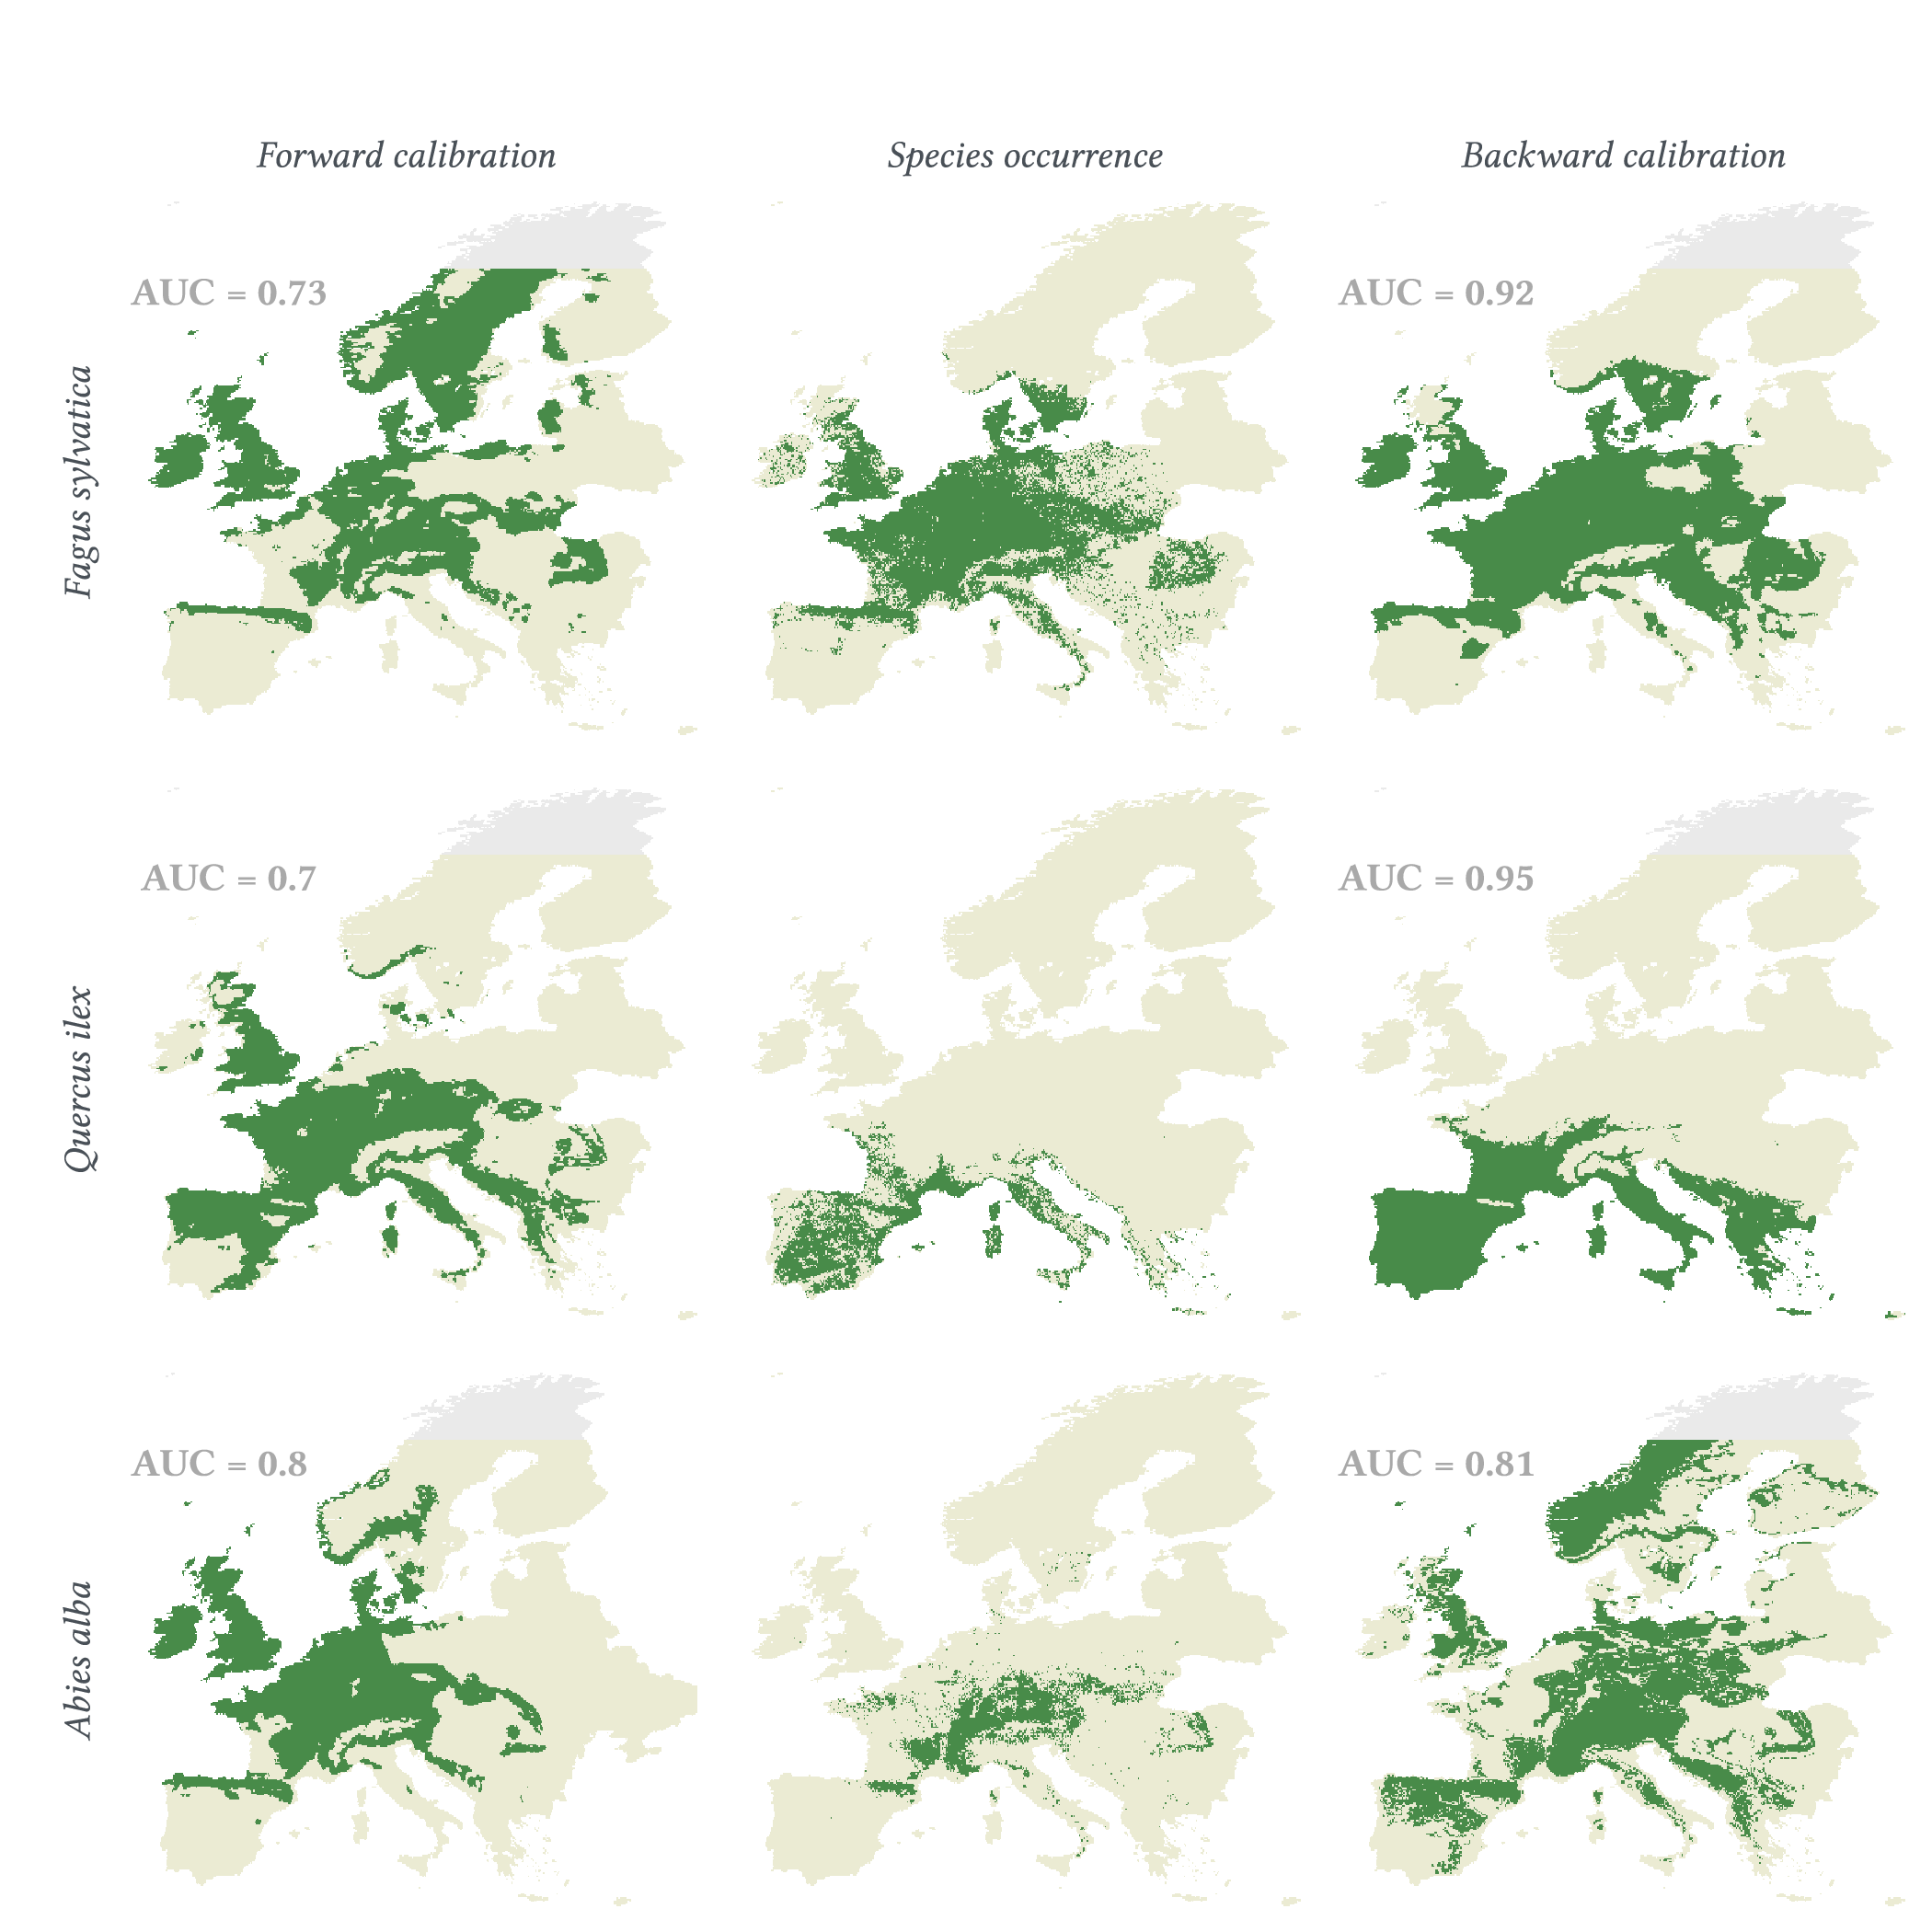 Forward calibration
Species occurrence
Backward calibration
Fagus sylvatica
AUC = 0.73
AUC = 0.92
Quercus ilex
AUC = 0.7
AUC = 0.95
Abies alba
AUC = 0.8
AUC = 0.81